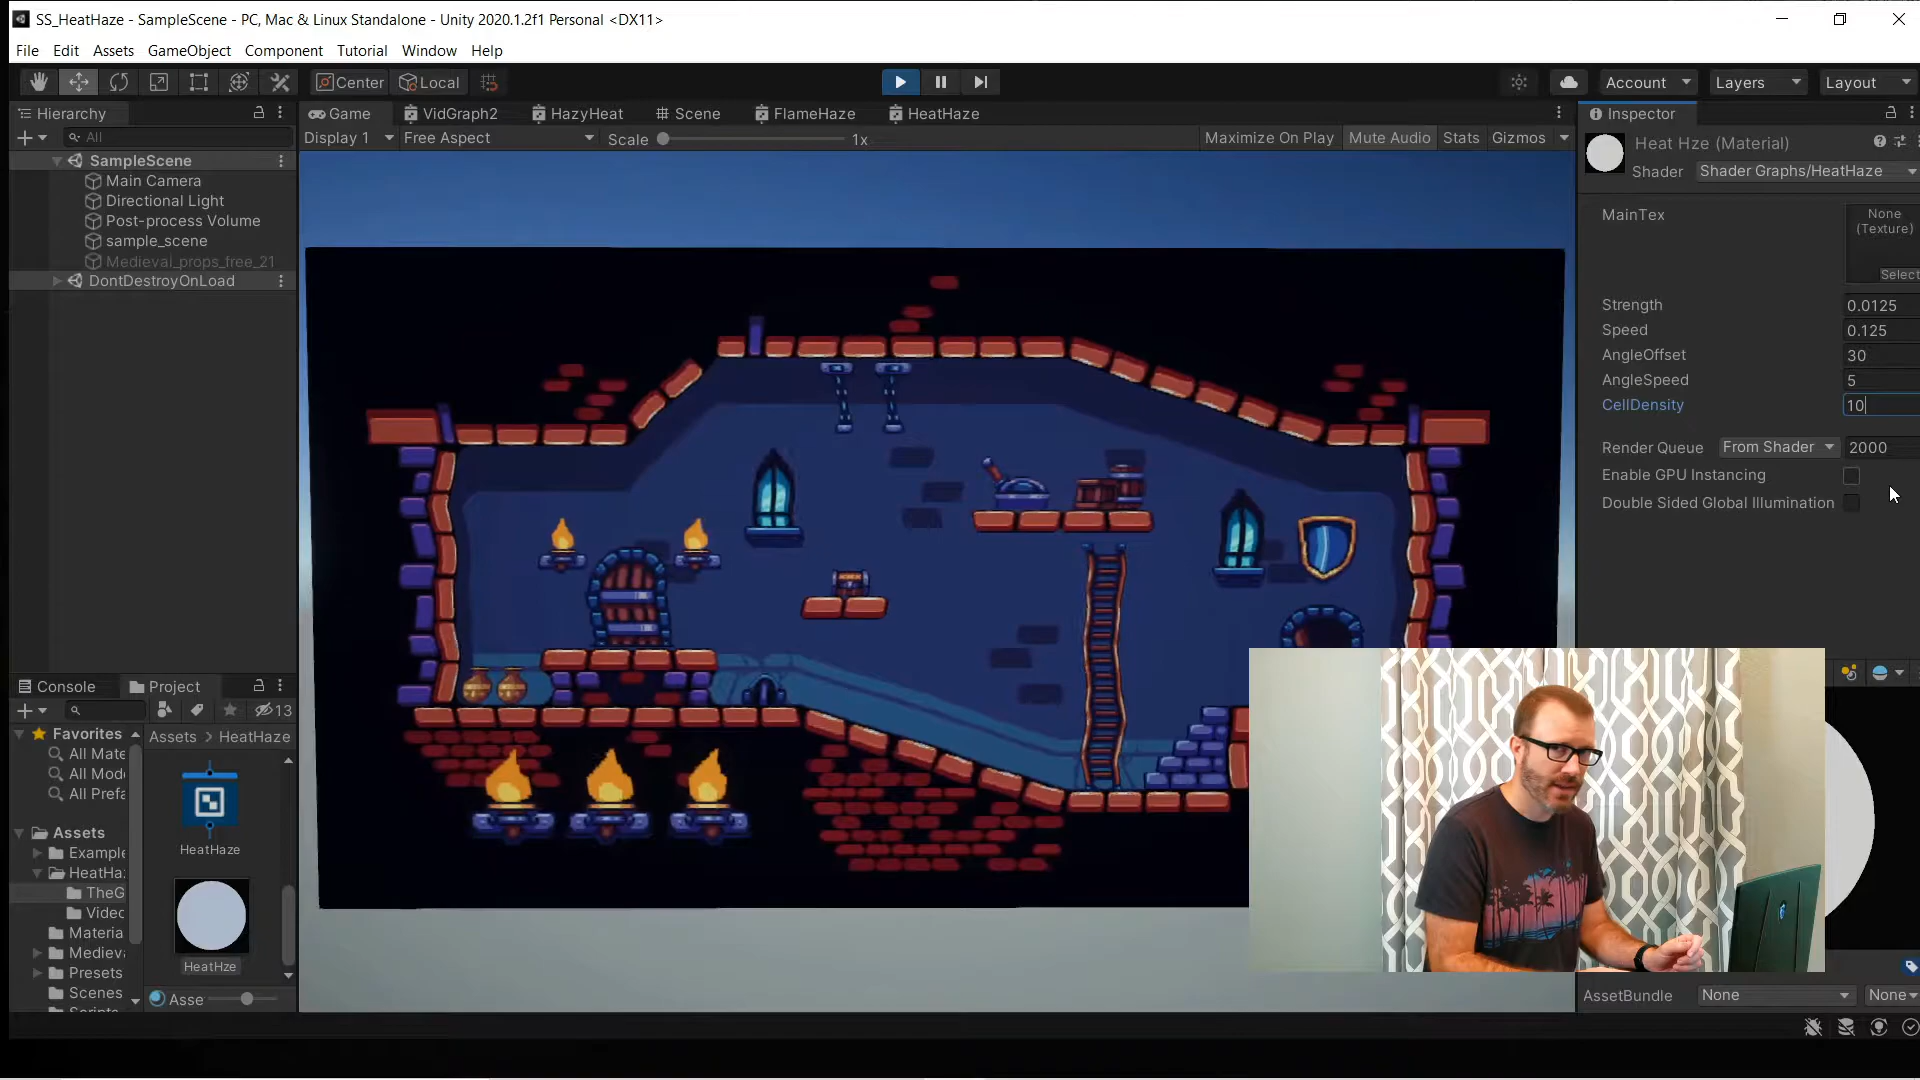 SS_HeatHaze - SampleScene - PC, Mac & Linux Standalone - Unity 2020.1.2f1 Personal <DX11>
File Edit Assets GameObject Component Tutorial Window Help
Center Local Account Layers Layout
Hierarchy
All
SampleScene
Main Camera
Directional Light
Post-process Volume
sample_scene
Medieval_props_free_21
DontDestroyOnLoad
Game VidGraph2 HazyHeat Scene FlameHaze HeatHaze
Display 1 Free Aspect Scale 1x Maximize On Play Mute Audio Stats Gizmos
Inspector
Heat Hze (Material)
Shader Shader Graphs/HeatHaze
MainTex None
(Texture)
Select
Strength 0.0125
Speed 0.125
AngleOffset 30
AngleSpeed 5
CellDensity 10
Render Queue From Shader 2000
Enable GPU Instancing
Double Sided Global Illumination
Console Project
13
Favorites
All Mate
All Mod
All Prefa
Assets
Example
HeatHa
TheG
Videc
Materia
Mediev
Presets
Scenes
Assets > HeatHaze
HeatHaze
HeatHze
Asse
AssetBundle None None